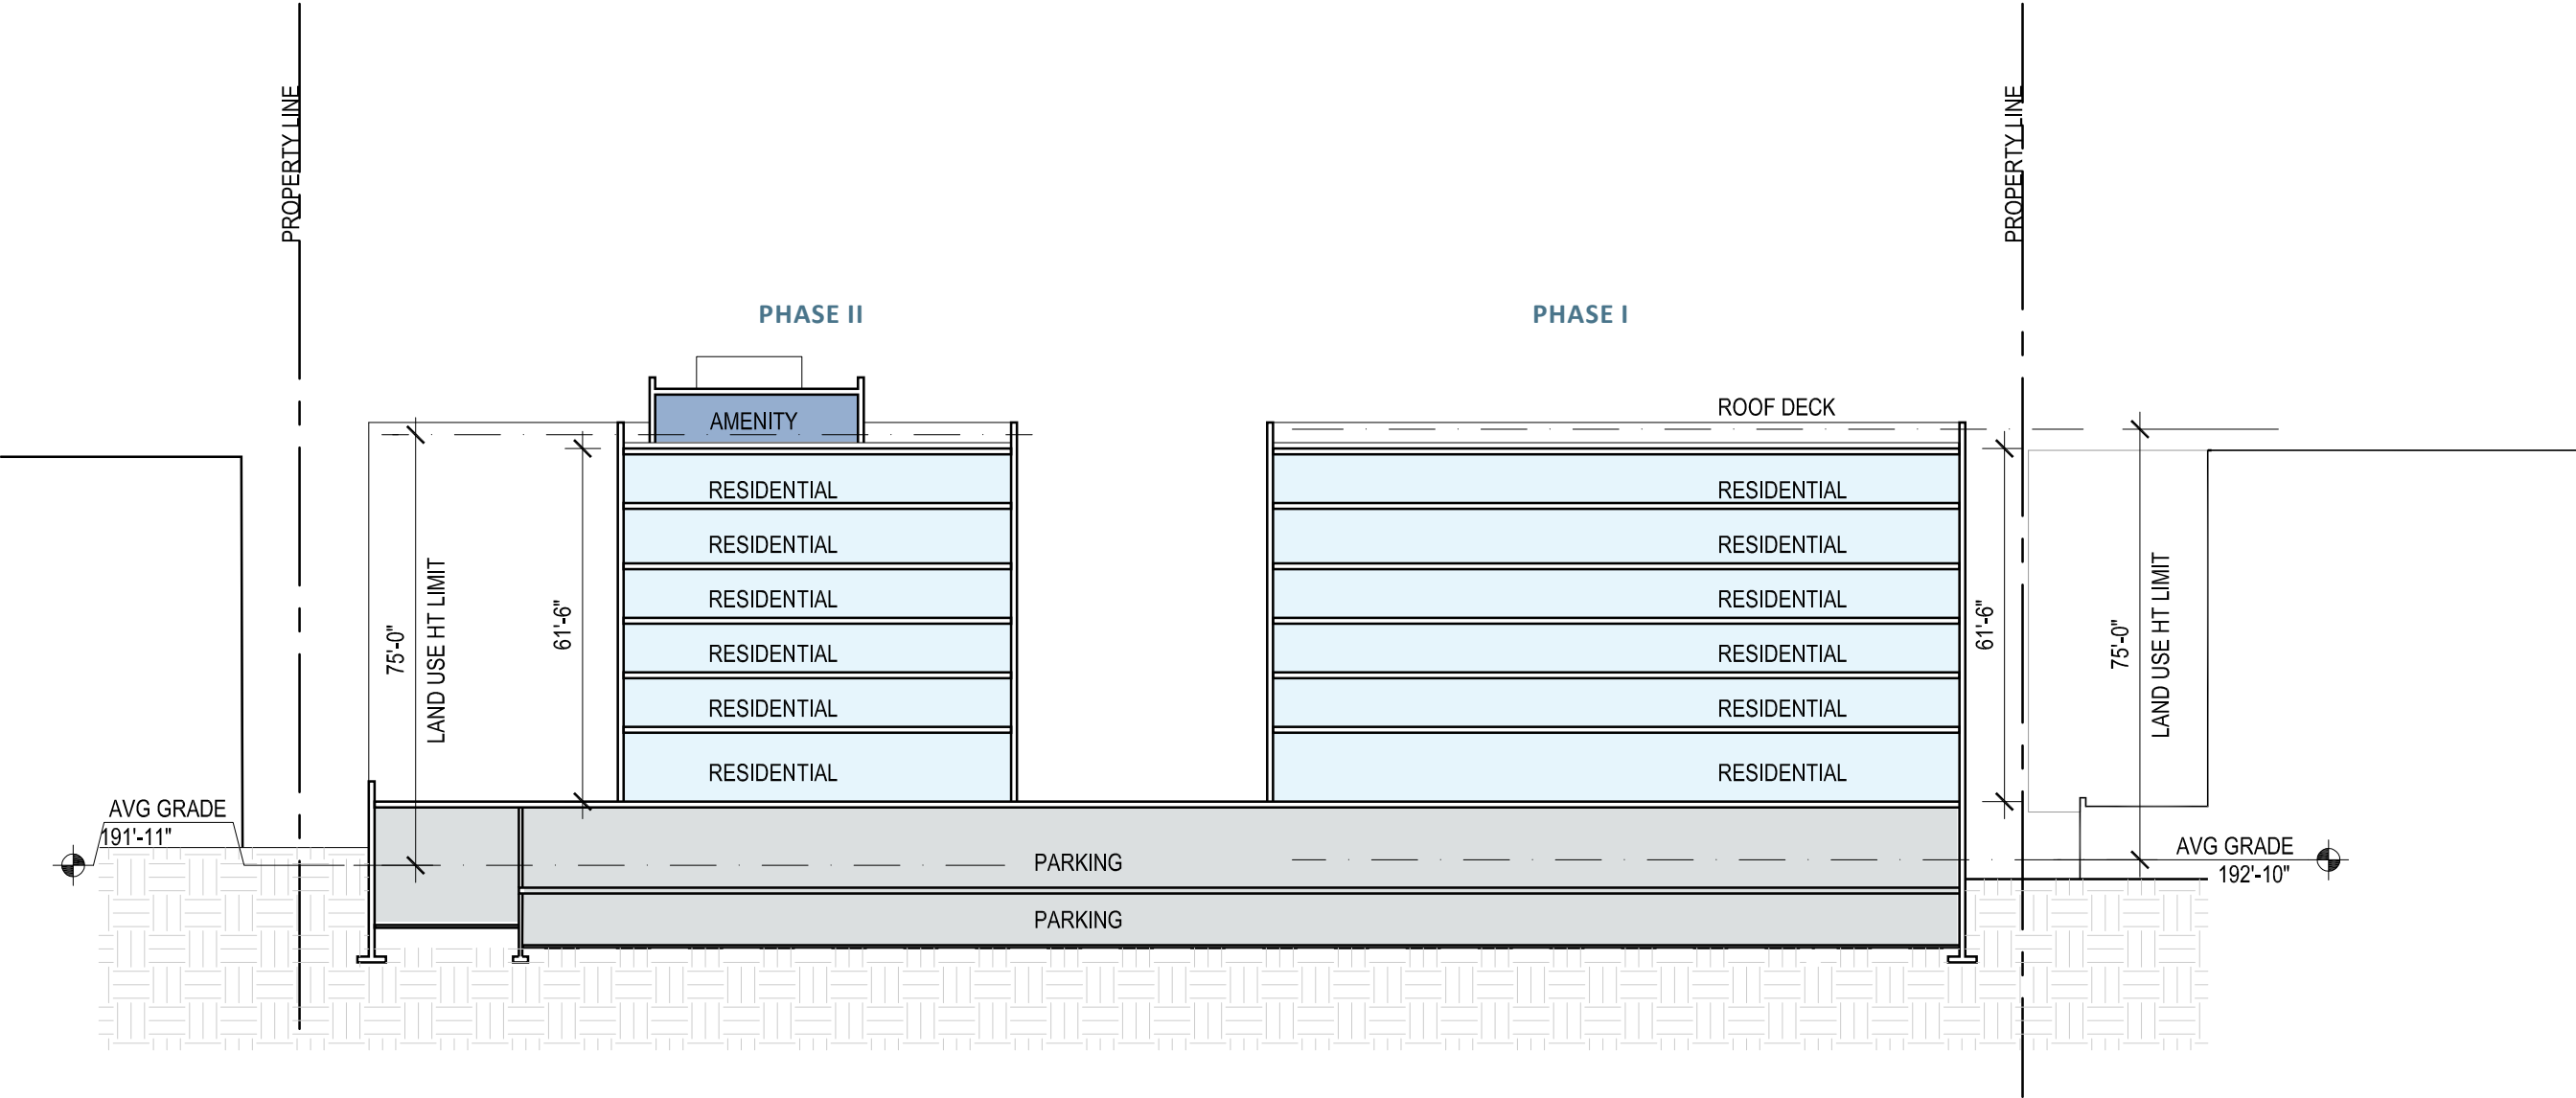 PROPERTY LINE
PROPERTY LINE
PHASE II
PHASE I
AMENITY
ROOF DECK
RESIDENTIAL
RESIDENTIAL
RESIDENTIAL
RESIDENTIAL
RESIDENTIAL
RESIDENTIAL
RESIDENTIAL
RESIDENTIAL
RESIDENTIAL
RESIDENTIAL
RESIDENTIAL
RESIDENTIAL
75'-0"
LAND USE HT LIMIT
61'-6"
61'-6"
75'-0"
LAND USE HT LIMIT
AVG GRADE
191'-11"
PARKING
PARKING
AVG GRADE
192'-10"